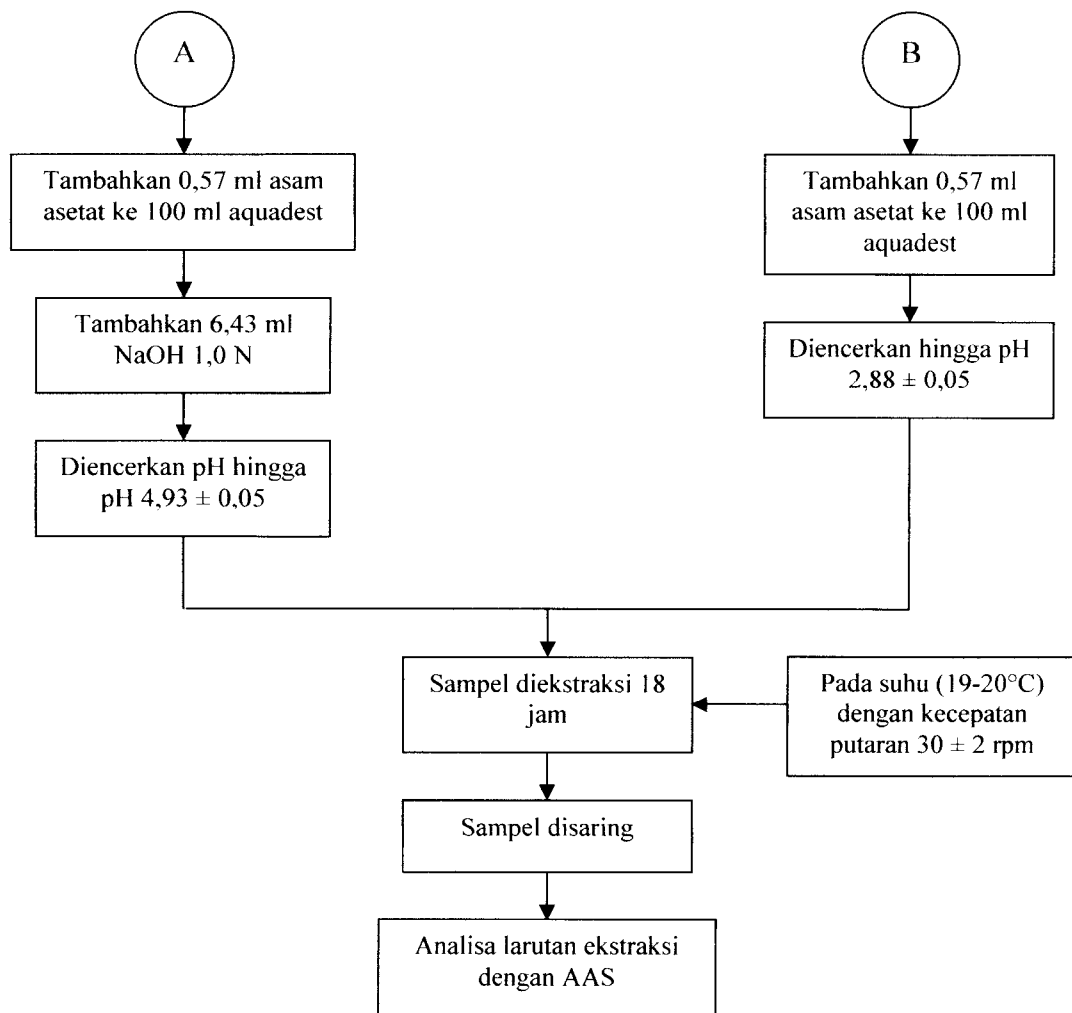 A
Tambahkan 0,57 ml asam
asetat ke 100 ml aquadest
Tambahkan 6,43 ml
NaOH 1,0 N
Diencerkan pH hingga
pH 4,93 ± 0,05
B
Tambahkan 0,57 ml
asam asetat ke 100 ml
aquadest
Diencerkan hingga pH
2,88 ± 0,05
Sampel diekstraksi 18
jam
Pada suhu (19-20°C)
dengan kecepatan
putaran 30 ± 2 rpm
Sampel disaring
Analisa larutan ekstraksi
dengan AAS